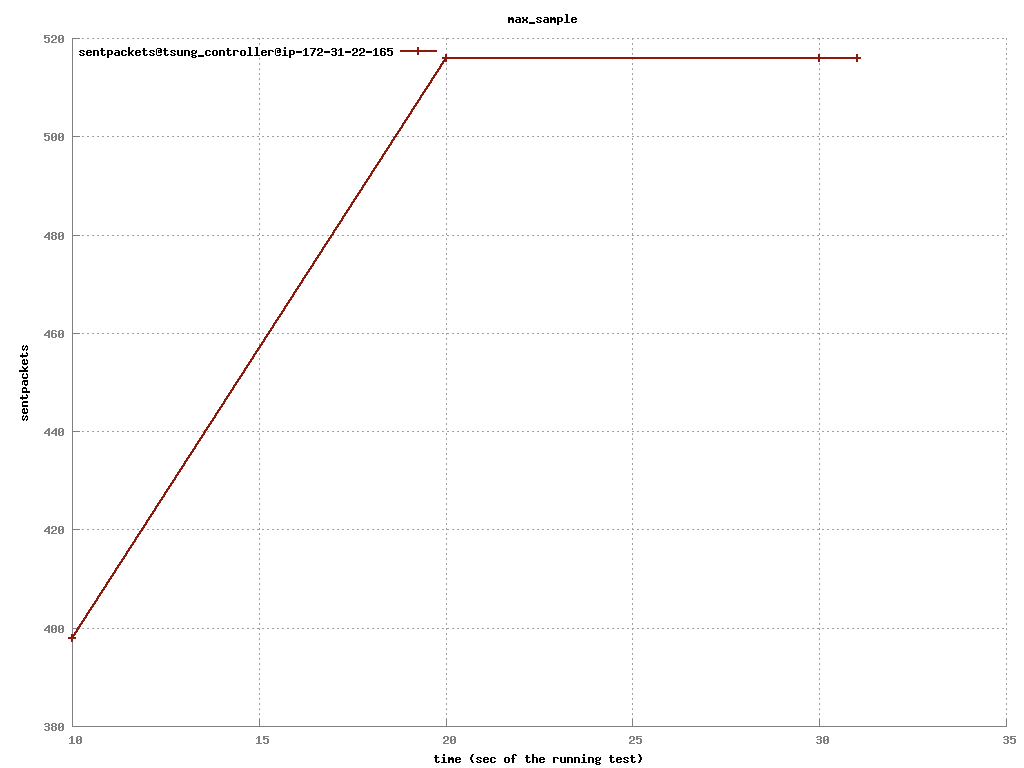 max_sample
520
sentpackets@tsung_controller@ip-172-31-22-165
500
480
460
sentpackets
440
420
400
380
10 15 20 25 30 35
time (sec of the running test)